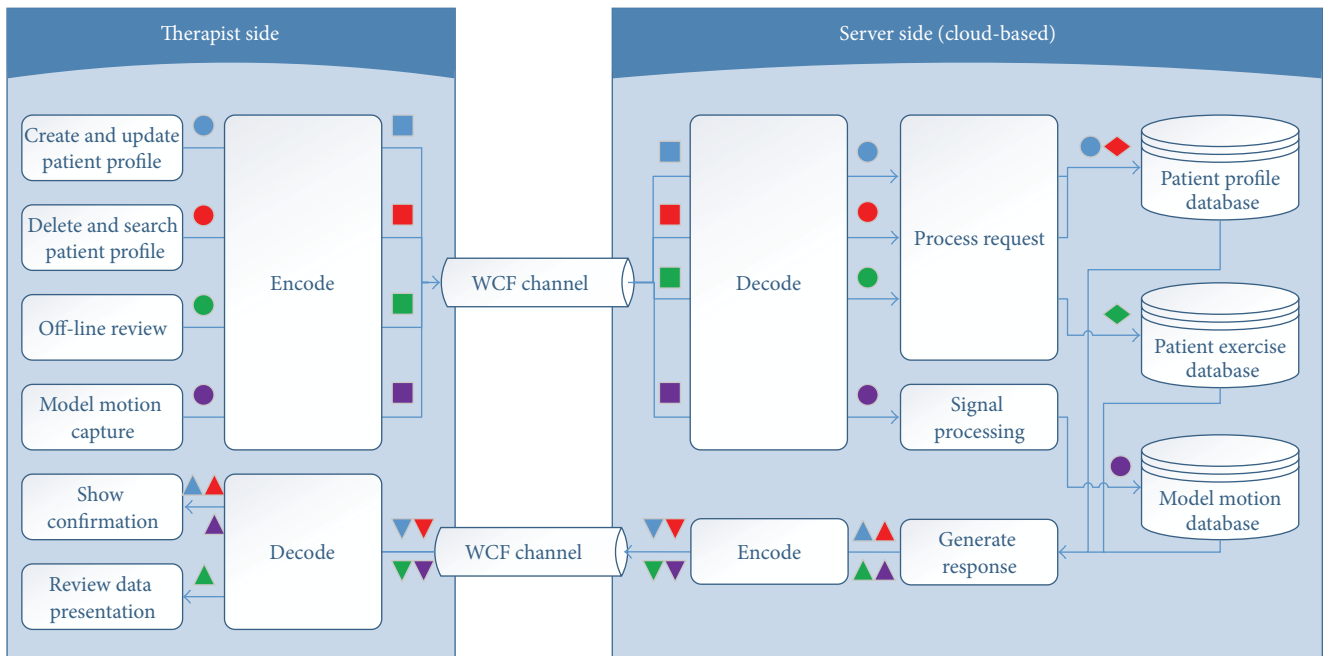 Therapist side
Server side (cloud-based)
Create and update
patient profile
Delete and search
patient profile
Off-line review
Model motion
capture
Encode
WCF channel
Decode
Process request
Signal
processing
Patient profile
database
Patient exercise
database
Model motion
database
Show
confirmation
Review data
presentation
Decode
WCF channel
Encode
Generate
response